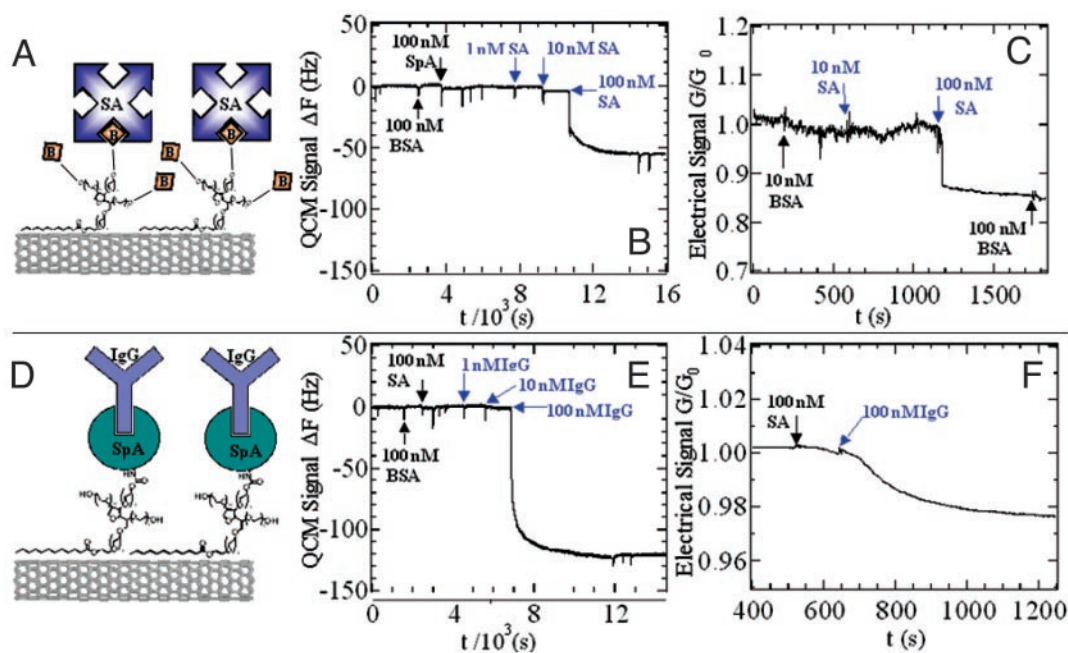 A
SA
SA
B
B
B
B
B
QCM Signal ΔF (Hz)
50
0
-50
-100
-150
100 nM
SpA
1 nM SA
10 nM SA
100 nM
SA
100 nM
BSA
B
0
4
8
12
16
t /10³(s)
Electrical Signal G/G₀
1.2
1.1
1.0
0.9
0.8
0.7
C
10 nM
SA
100 nM
SA
10 nM
BSA
100 nM
BSA
0
500
1000
1500
t (s)
D
IgG
IgG
SpA
SpA
HN
HN
HO
OH
HO
OH
QCM Signal ΔF (Hz)
50
0
-50
-100
-150
100 nM
SA
1 nMIgG
10 nMIgG
100 nMIgG
100 nM
BSA
E
0
4
8
12
t /10³(s)
Electrical Signal G/G₀
1.04
1.02
1.00
0.98
0.96
F
100 nM
SA
100 nMIgG
400
600
800
1000
1200
t (s)